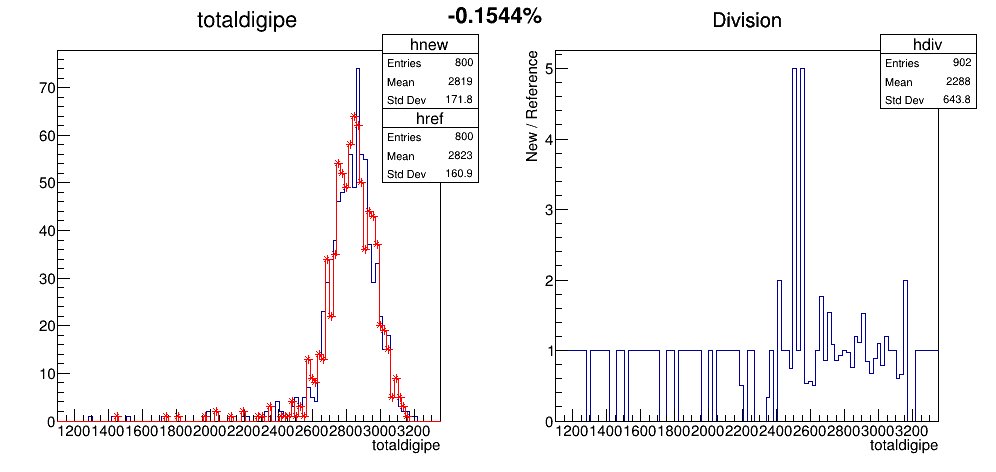 -0.1544%
totaldigipe
hnew
Entries 800
Mean 2819
Std Dev 171.8
href
Entries 800
Mean 2823
Std Dev 160.9
70
60
50
40
30
20
10
0
1200 1400 1600 1800 2000 2200 2400 2600 2800 3000 3200
totaldigipe
Division
hdiv
Entries 902
Mean 2288
Std Dev 643.8
New / Reference
5
4
3
2
1
0
1200 1400 1600 1800 2000 2200 2400 2600 2800 3000 3200
totaldigipe